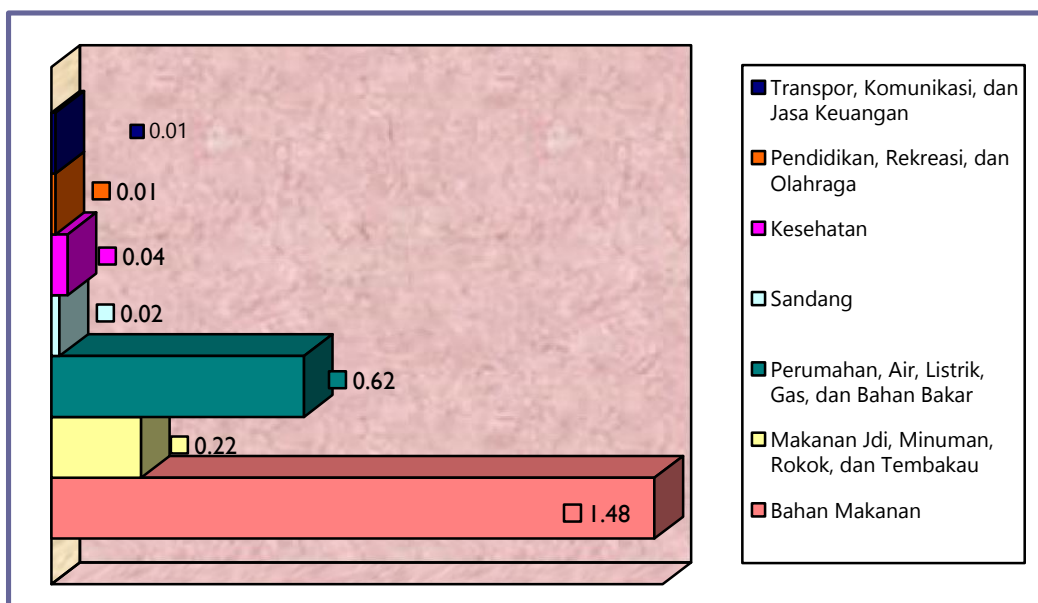 0.01
0.01
0.04
0.02
0.62
0.22
1.48
Transpor, Komunikasi, dan
Jasa Keuangan
Pendidikan, Rekreasi, dan
Olahraga
Kesehatan
Sandang
Perumahan, Air, Listrik,
Gas, dan Bahan Bakar
Makanan Jdi, Minuman,
Rokok, dan Tembakau
Bahan Makanan